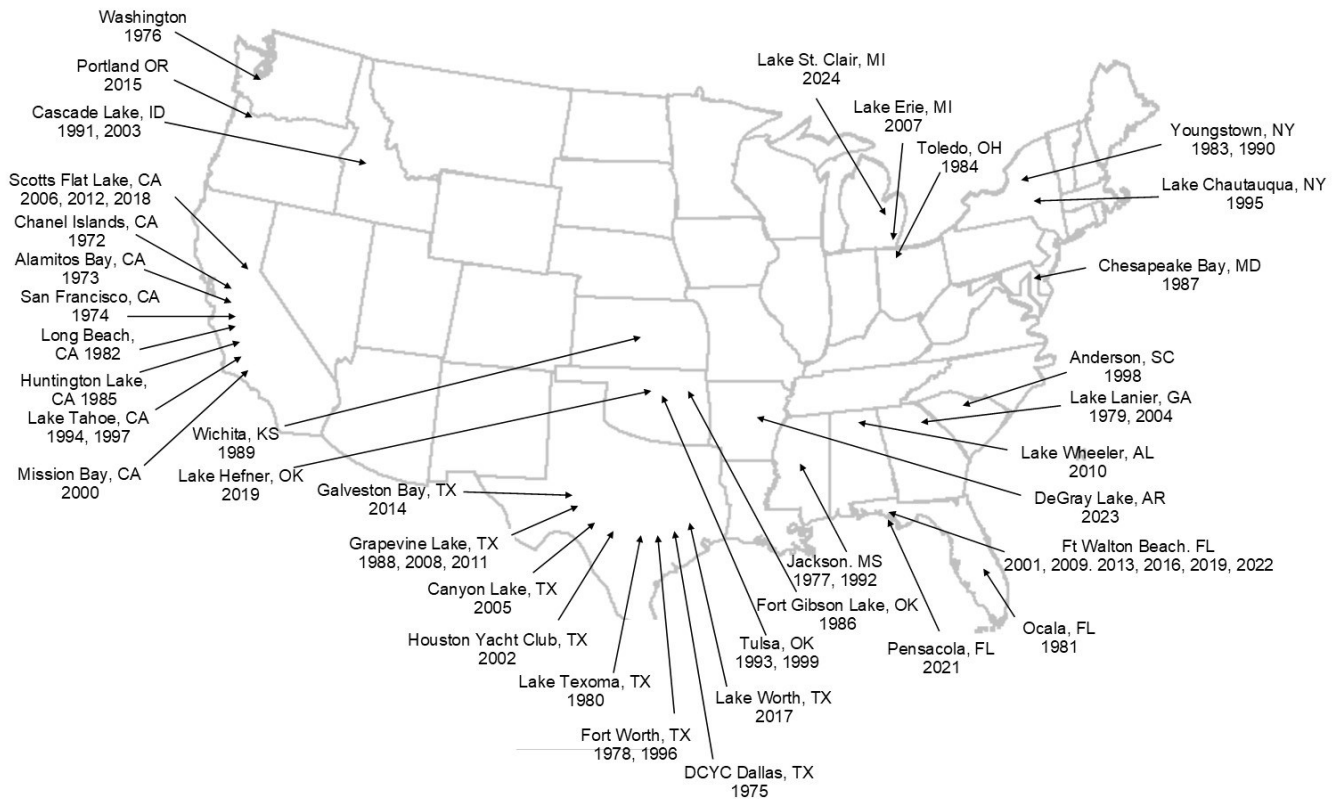 Washington
1976
Portland OR
2015
Cascade Lake, ID
1991, 2003
Scotts Flat Lake, CA
2006, 2012, 2018
Chanel Islands, CA
1972
Alamitos Bay, CA
1973
San Francisco, CA
1974
Long Beach,
CA 1982
Huntington Lake,
CA 1985
Lake Tahoe, CA
1994, 1997
Mission Bay, CA
2000
Wichita, KS
1989
Lake Hefner, OK
2019
Galveston Bay, TX
2014
Grapevine Lake, TX
1988, 2008, 2011
Canyon Lake, TX
2005
Houston Yacht Club, TX
2002
Lake Texoma, TX
1980
Fort Worth, TX
1978, 1996
DCYC Dallas, TX
1975
Lake Worth, TX
2017
Tulsa, OK
1993, 1999
Fort Gibson Lake, OK
1986
Jackson. MS
1977, 1992
Lake St. Clair, MI
2024
Lake Erie, MI
2007
Toledo, OH
1984
Youngstown, NY
1983, 1990
Lake Chautauqua, NY
1995
Chesapeake Bay, MD
1987
Anderson, SC
1998
Lake Lanier, GA
1979, 2004
Lake Wheeler, AL
2010
DeGray Lake, AR
2023
Ft Walton Beach. FL
2001, 2009. 2013, 2016, 2019, 2022
Ocala, FL
1981
Pensacola, FL
2021